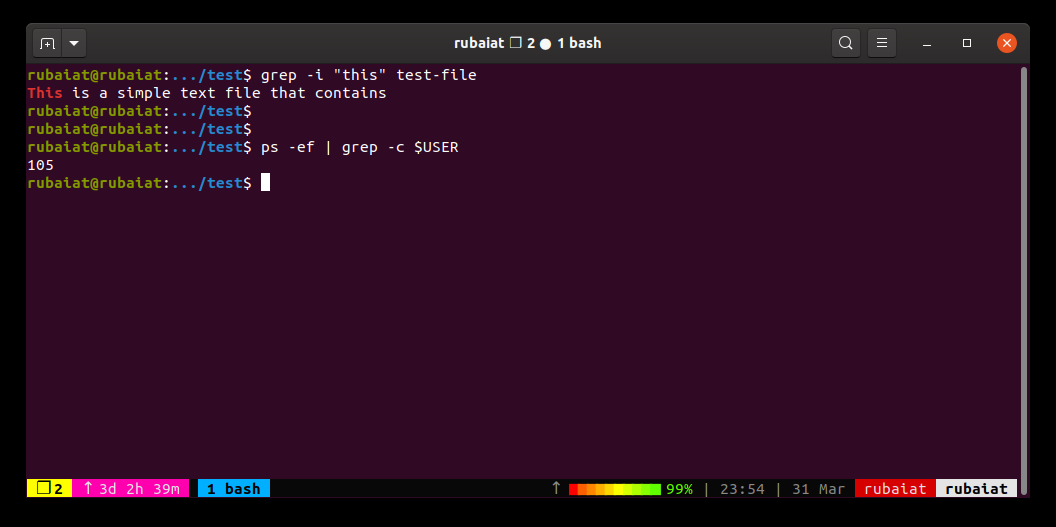 rubaiat ❐ 2 ● 1 bash
rubaiat@rubaiat:.../test$ grep -i "this" test-file
This is a simple text file that contains
rubaiat@rubaiat:.../test$
rubaiat@rubaiat:.../test$
rubaiat@rubaiat:.../test$ ps -ef | grep -c $USER
105
rubaiat@rubaiat:.../test$
❐ 2 ↑ 3d 2h 39m 1 bash ↑ 99% | 23:54 | 31 Mar rubaiat rubaiat